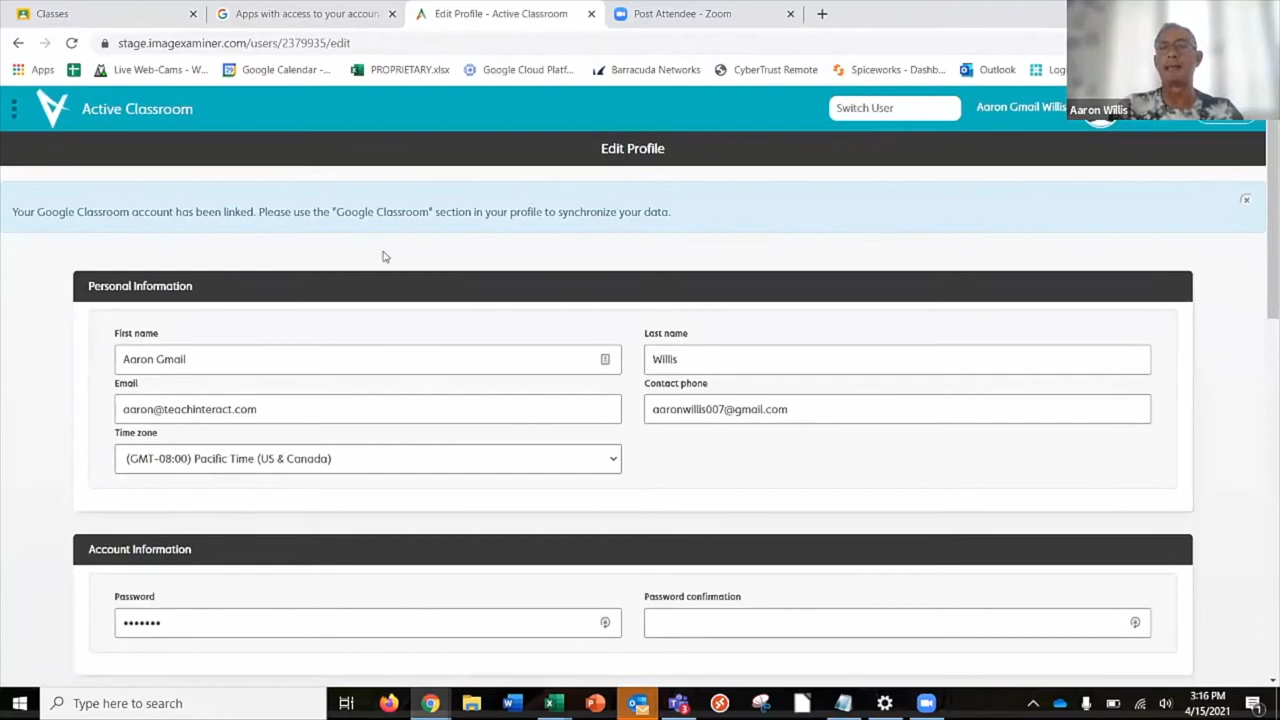 Classes
Apps with access to your accoun
Edit Profile - Active Classroom
Post Attendee - Zoom
stage.imagexaminer.com/users/2379935/edit
Apps
Live Web-Cams - W...
Google Calendar -...
PROPRIETARY.xlsx
Google Cloud Platf...
Barracuda Networks
CyberTrust Remote
Spiceworks - Dashb...
Outlook
Log
Active Classroom
Switch User
Aaron Gmail Willis
Aaron Willis
Edit Profile
Your Google Classroom account has been linked. Please use the "Google Classroom" section in your profile to synchronize your data.
Personal Information
First name
Last name
Aaron Gmail
Willis
Email
Contact phone
aaron@teachinteract.com
aaronwillis007@gmail.com
Time zone
(GMT-08:00) Pacific Time (US & Canada)
Account Information
Password
Password confirmation
•••••••
Type here to search
3:16 PM
4/15/2021